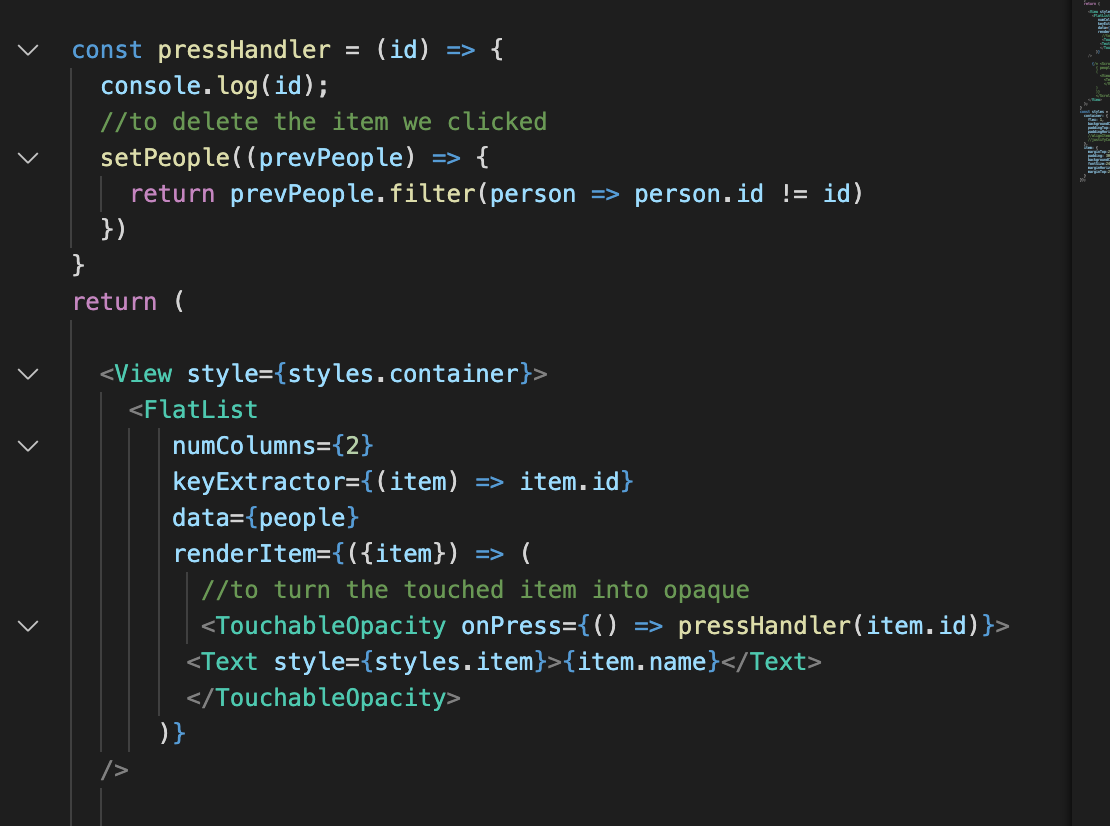 const pressHandler = (id) => {
console.log(id);
//to delete the item we clicked
setPeople((prevPeople) => {
return prevPeople.filter(person => person.id != id)
})
}
return (
<View style={styles.container}>
<FlatList
numColumns={2}
keyExtractor={(item) => item.id}
data={people}
renderItem={({item}) => (
//to turn the touched item into opaque
<TouchableOpacity onPress={() => pressHandler(item.id)}>
<Text style={styles.item}>{item.name}</Text>
</TouchableOpacity>
)}
/>